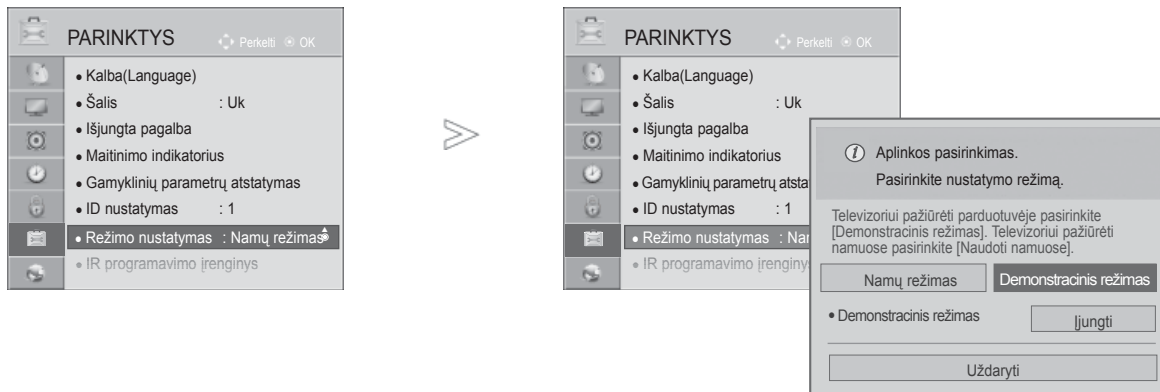 PARINKTYS Perkelti OK
• Kalba(Language)
• Šalis : Uk
• Išjungta pagalba
• Maitinimo indikatorius
• Gamyklinių parametrų atstatymas
• ID nustatymas : 1
• Režimo nustatymas : Namų režimas
• IR programavimo įrenginys
PARINKTYS Perkelti OK
• Kalba(Language)
• Šalis : Uk
• Išjungta pagalba
• Maitinimo indikatorius
• Gamyklinių parametrų atsta
• ID nustatymas : 1
• Režimo nustatymas : Nam
• IR programavimo įrenginy
Aplinkos pasirinkimas.
Pasirinkite nustatymo režimą.
Televizoriui pažiūrėti parduotuvėje pasirinkite
[Demonstracinis režimas]. Televizoriui pažiūrėti
namuose pasirinkite [Naudoti namuose].
Namų režimas Demonstracinis režimas
• Demonstracinis režimas Įjungti
Uždaryti